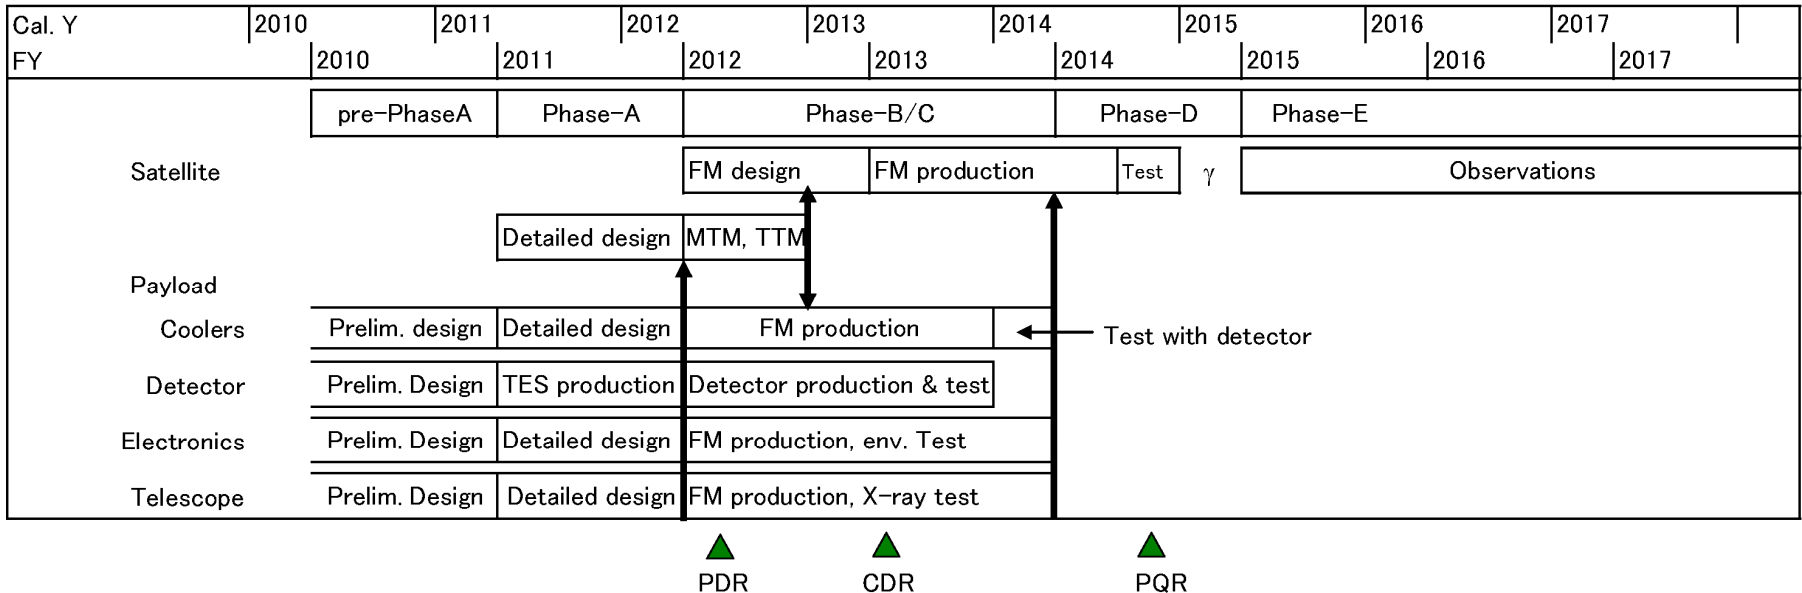 Cal. Y 2010 2011 2012 2013 2014 2015 2016 2017
FY 2010 2011 2012 2013 2014 2015 2016 2017
pre-PhaseA Phase-A Phase-B/C Phase-D Phase-E
Satellite FM design FM production Test γ Observations
Detailed design MTM, TTM
Payload
Coolers Prelim. design Detailed design FM production Test with detector
Detector Prelim. Design TES production Detector production & test
Electronics Prelim. Design Detailed design FM production, env. Test
Telescope Prelim. Design Detailed design FM production, X-ray test
PDR CDR PQR